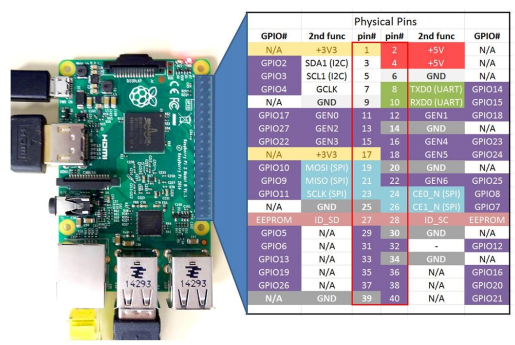 Physical Pins
GPIO# 2nd func pin# pin# 2nd func GPIO#
N/A +3V3 1 2 +5V N/A
GPIO2 SDA1 (I2C) 3 4 +5V N/A
GPIO3 SCL1 (I2C) 5 6 GND N/A
GPIO4 GCLK 7 8 TXD0 (UART) GPIO14
N/A GND 9 10 RXD0 (UART) GPIO15
GPIO17 GEN0 11 12 GEN1 GPIO18
GPIO27 GEN2 13 14 GND N/A
GPIO22 GEN3 15 16 GEN4 GPIO23
N/A +3V3 17 18 GEN5 GPIO24
GPIO10 MOSI (SPI) 19 20 GND N/A
GPIO9 MISO (SPI) 21 22 GEN6 GPIO25
GPIO11 SCLK (SPI) 23 24 CE0_N (SPI) GPIO8
N/A GND 25 26 CE1_N (SPI) GPIO7
EEPROM ID_SD 27 28 ID_SC EEPROM
GPIO5 N/A 29 30 GND N/A
GPIO6 N/A 31 32 - GPIO12
GPIO13 N/A 33 34 GND N/A
GPIO19 N/A 35 36 N/A GPIO16
GPIO26 N/A 37 38 N/A GPIO20
N/A GND 39 40 N/A GPIO21
DISPLAY
HDMI
14293
14293